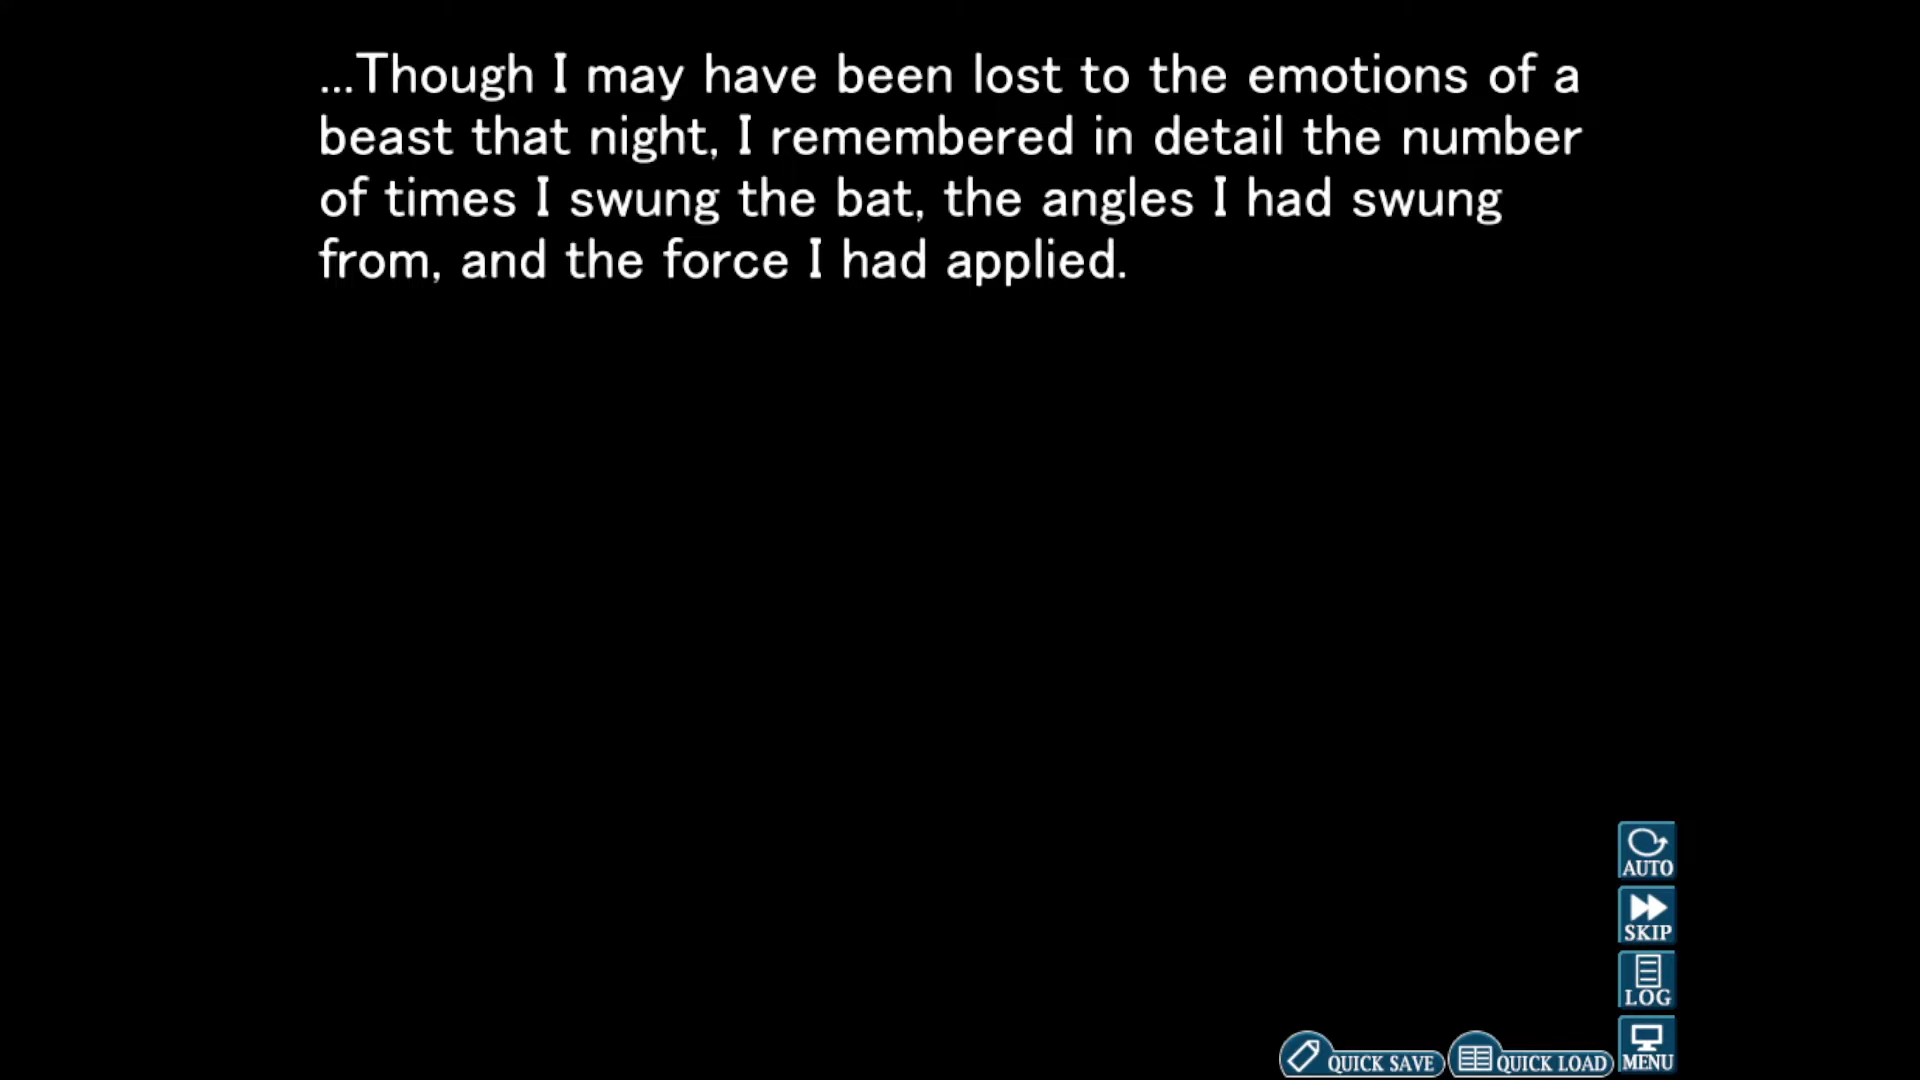 ...Though I may have been lost to the emotions of a
beast that night, I remembered in detail the number
of times I swung the bat, the angles I had swung
from, and the force I had applied.
AUTO
SKIP
LOG
MENU
QUICK SAVE
QUICK LOAD